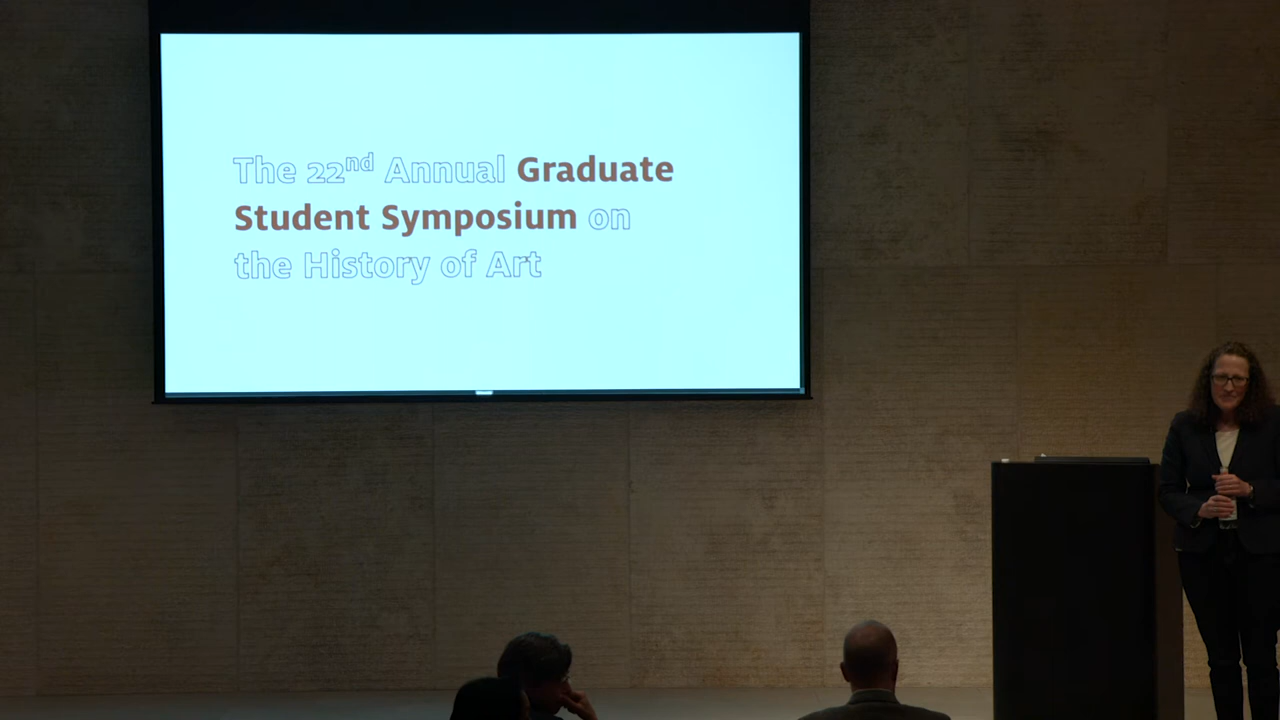 The 22nd Annual Graduate
Student Symposium on
the History of Art